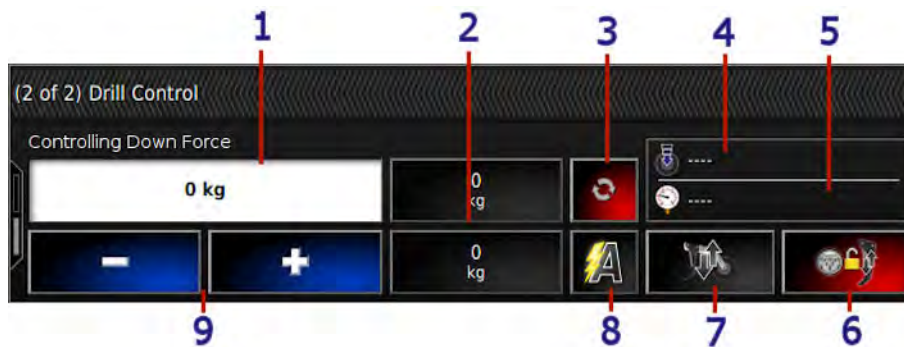 1 2 3 4 5
(2 of 2) Drill Control
Controlling Down Force
0 kg
0
kg
----
----
− +
0
kg
A
9 8 7 6